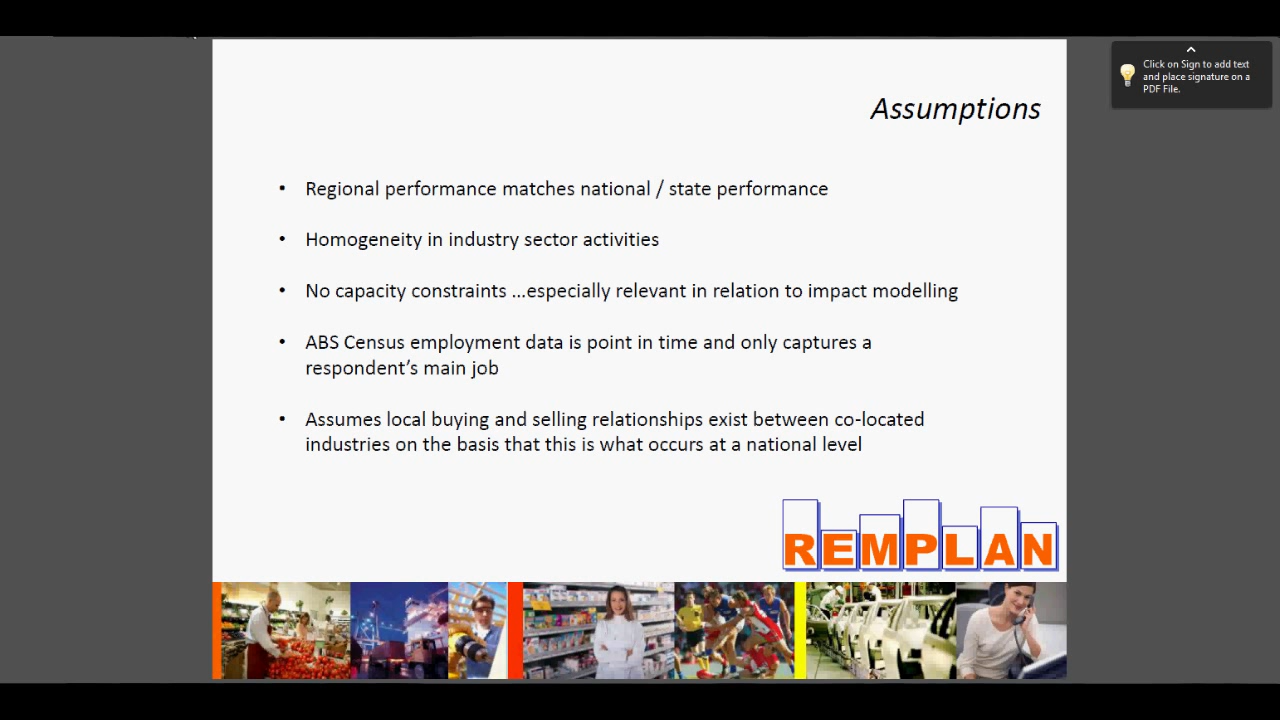 Assumptions
• Regional performance matches national / state performance
• Homogeneity in industry sector activities
• No capacity constraints ...especially relevant in relation to impact modelling
• ABS Census employment data is point in time and only captures a
respondent's main job
• Assumes local buying and selling relationships exist between co-located
industries on the basis that this is what occurs at a national level
REMPLAN
Click on Sign to add text
and place signature on a
PDF File.